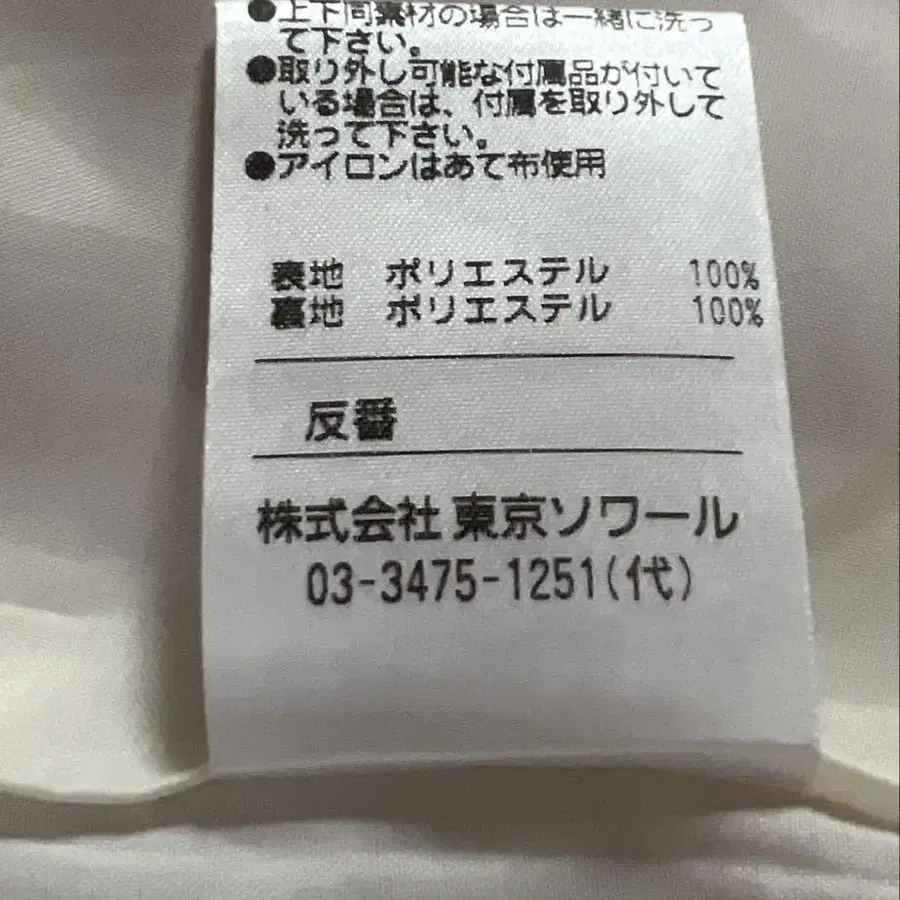 ●上下同素材の場合は一緒に洗っ
て下さい。
●取り外し可能な付属品が付いて
いる場合は、付属を取り外して
洗って下さい。
●アイロンはあて布使用
表地 ポリエステル 100%
裏地 ポリエステル 100%
反番
株式会社 東京ソワール
03-3475-1251(代)